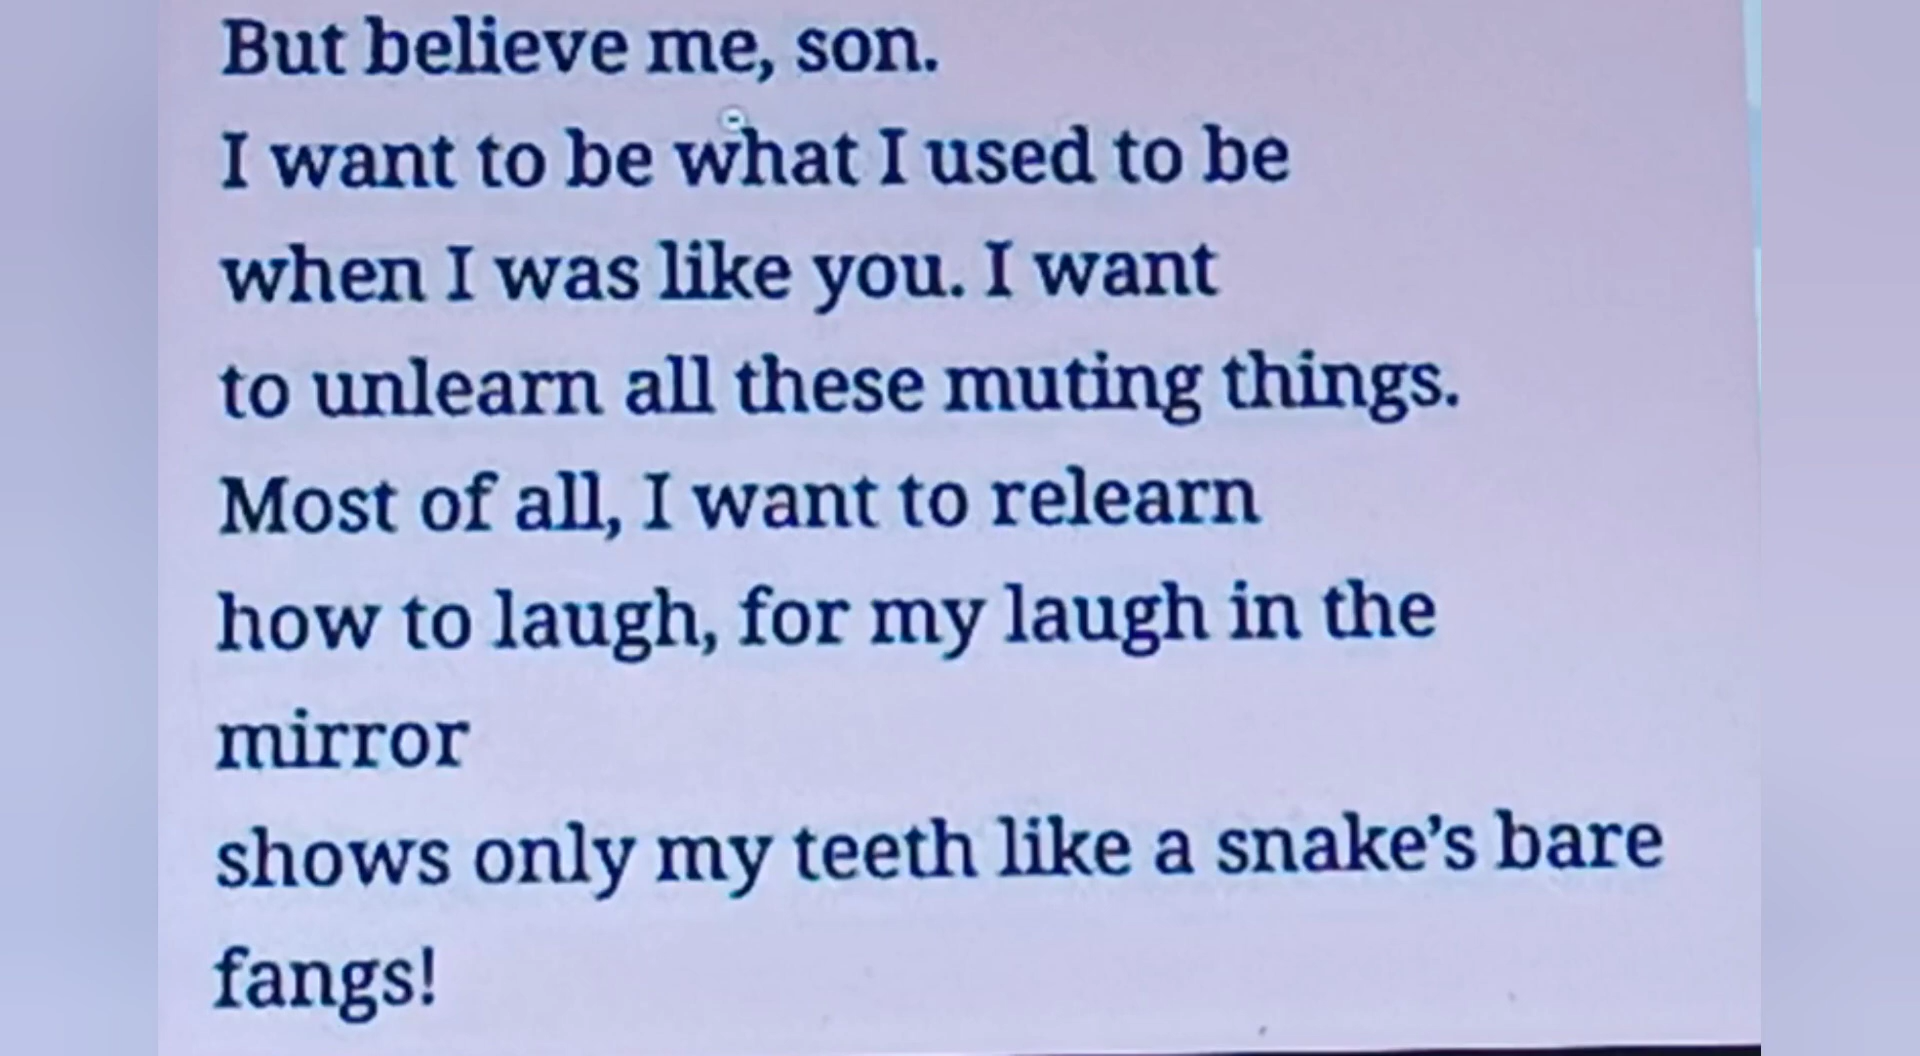 But believe me, son.
I want to be what I used to be
when I was like you. I want
to unlearn all these muting things.
Most of all, I want to relearn
how to laugh, for my laugh in the
mirror
shows only my teeth like a snake’s bare
fangs!